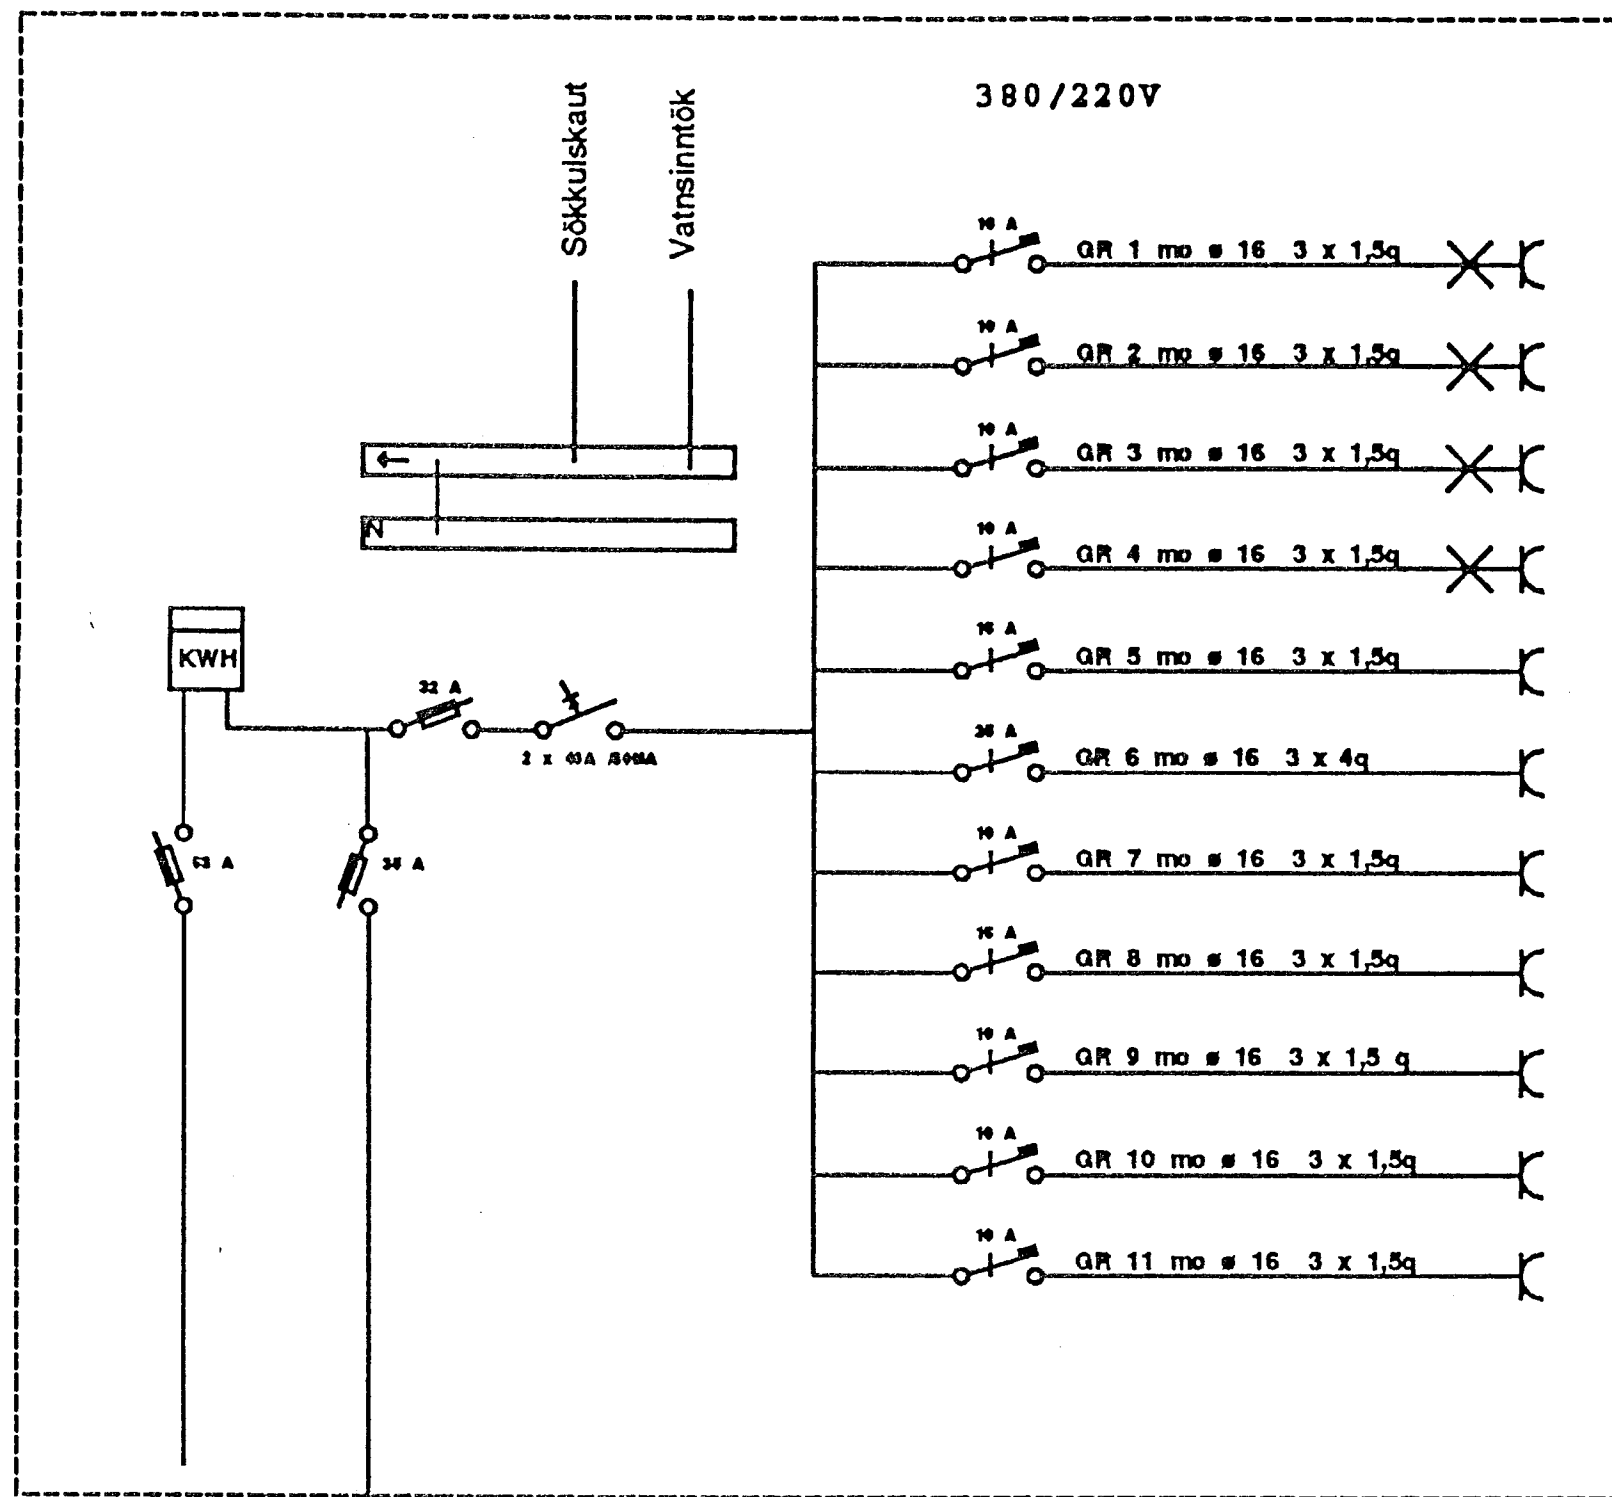 380/220V
Sökkulskaut
Vatnsinntök
10 A
GR 1 mo ø 16 3 x 1,5q
10 A
GR 2 mo ø 16 3 x 1,5q
10 A
GR 3 mo ø 16 3 x 1,5q
N
10 A
GR 4 mo ø 16 3 x 1,5q
KWH
16 A
GR 5 mo ø 16 3 x 1,5q
32 A
2 x
A
GR 6 mo ø 16 3 x 4q
63 A
35 A
10 A
GR 7 mo ø 16 3 x 1,5q
16 A
GR 8 mo ø 16 3 x 1,5q
10 A
GR 9 mo ø 16 3 x 1,5 q
10 A
GR 10 mo ø 16 3 x 1,5q
10 A
GR 11 mo ø 16 3 x 1,5q